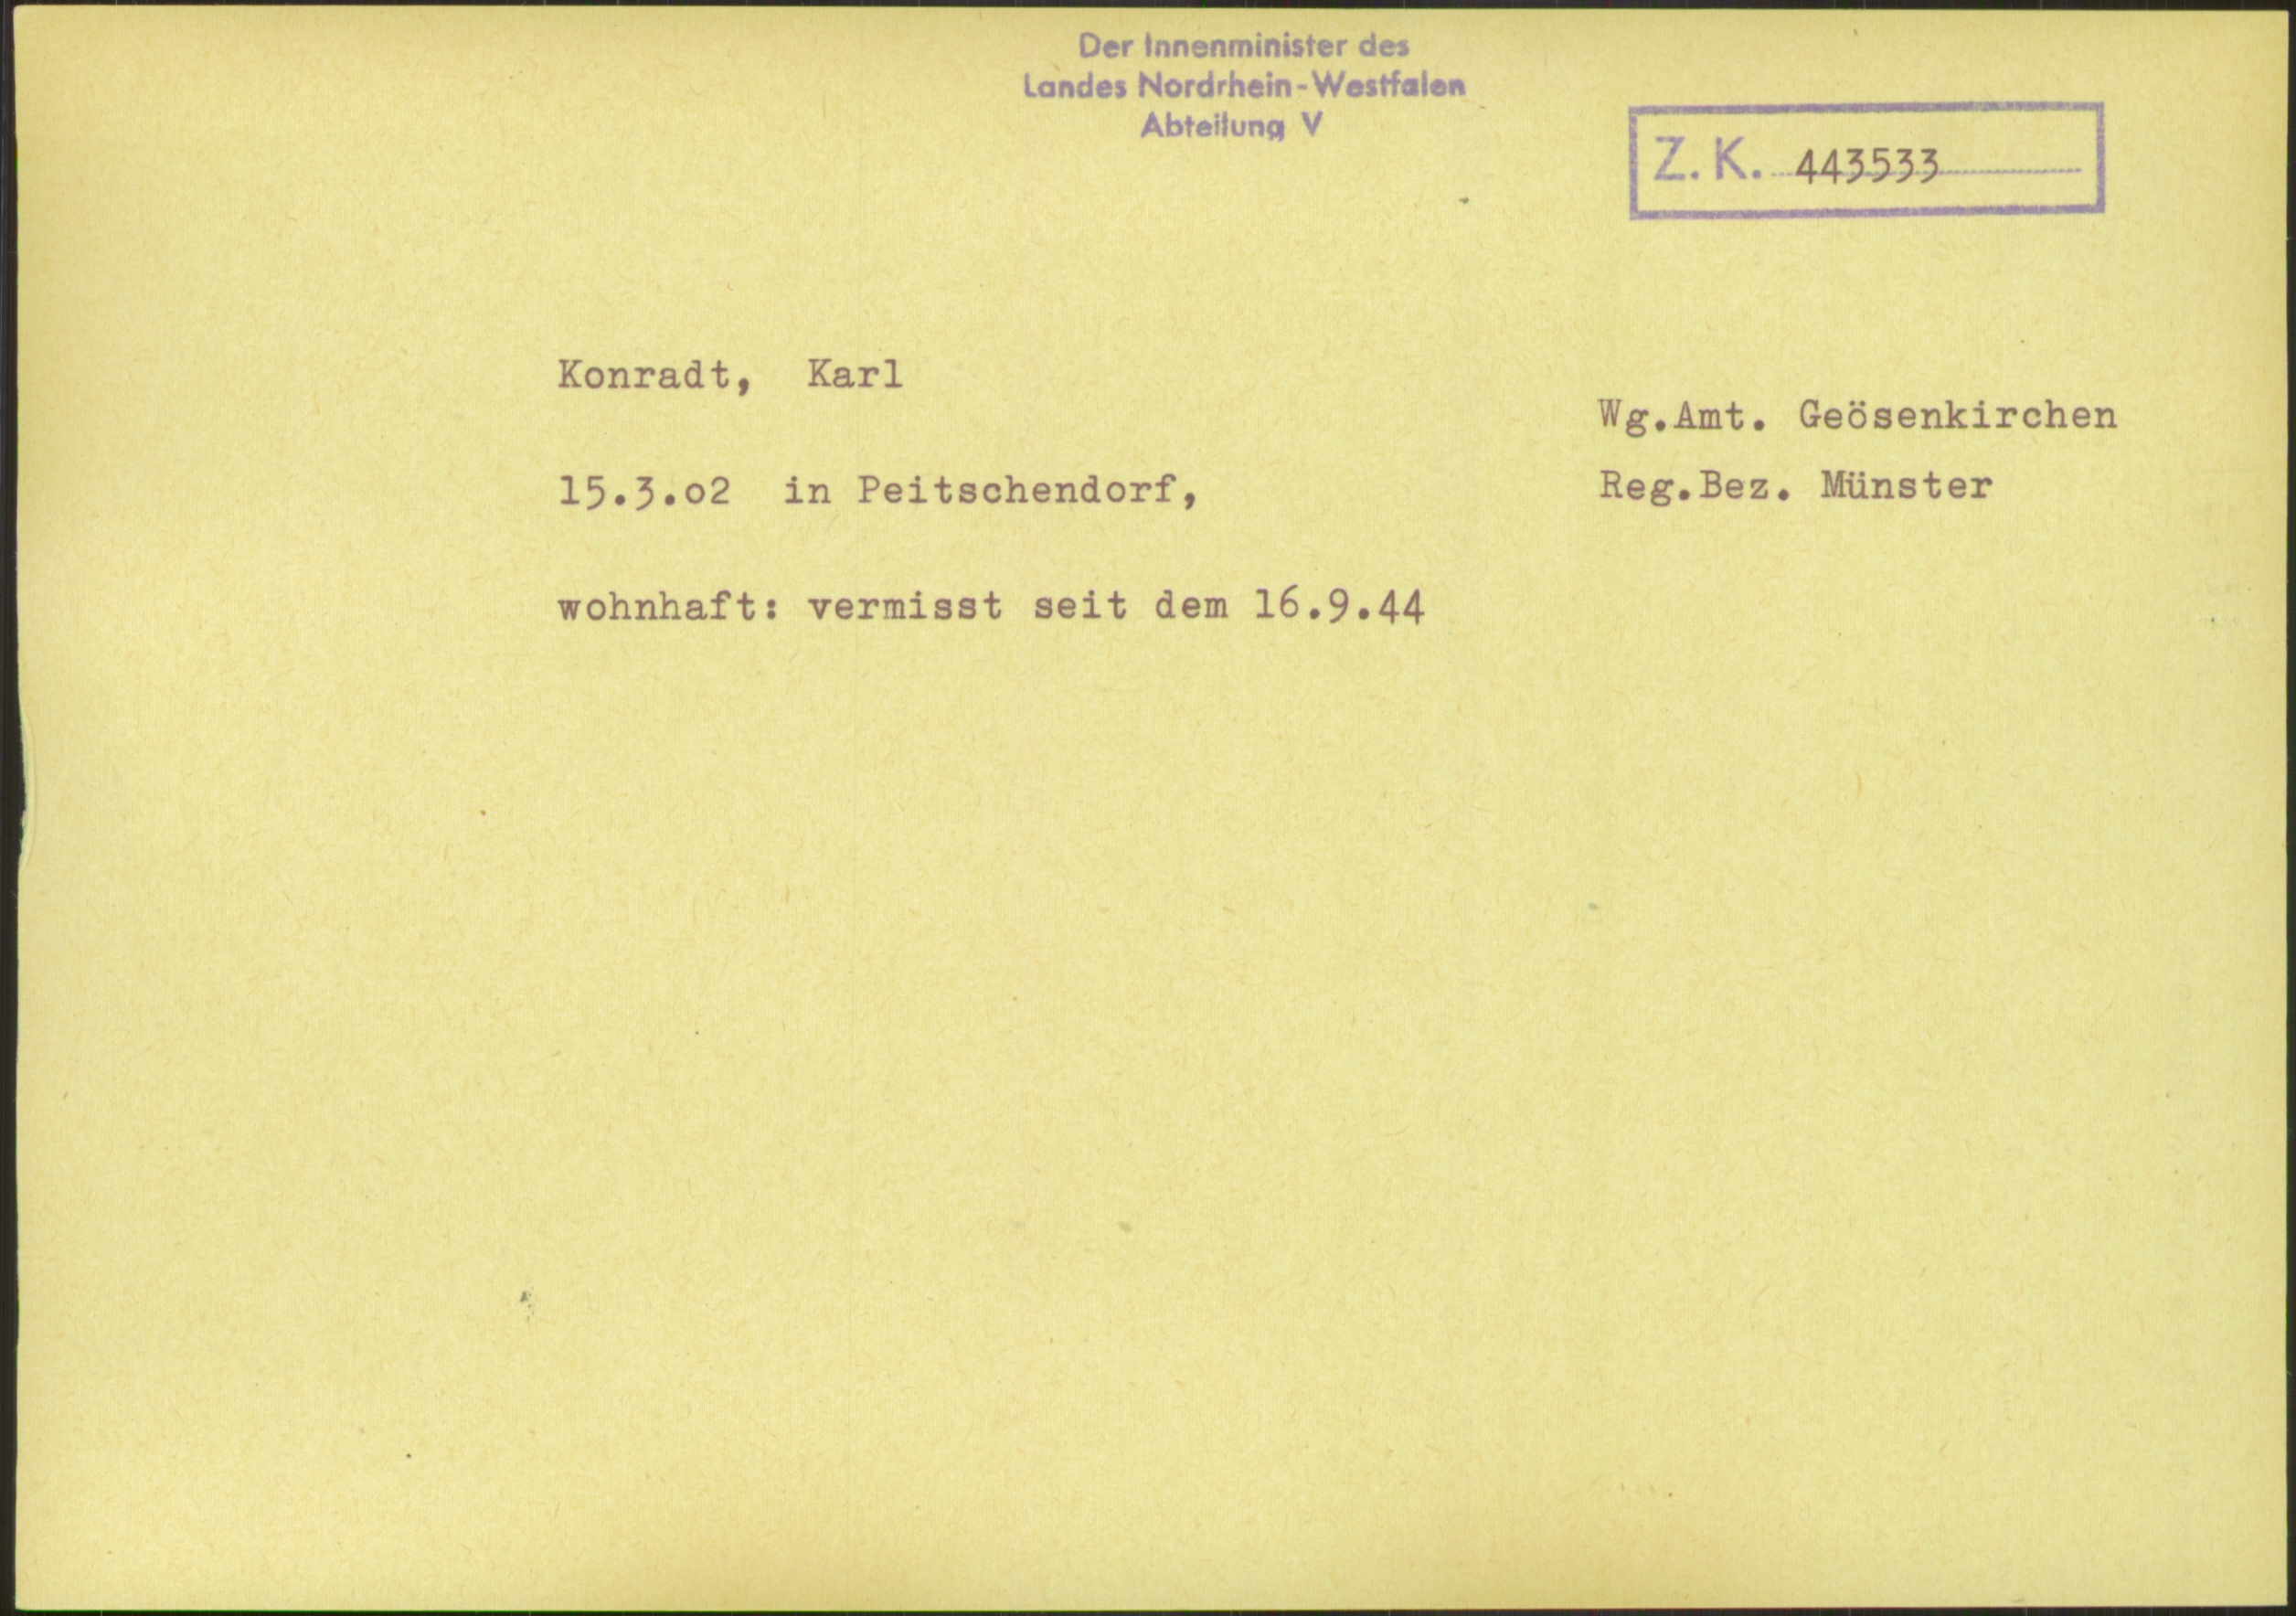 Der Innenminister des
Landes Nordrhein-Westfalen
Abteilung V
Z. K. 443533
Konradt, Karl
Wg.Amt. Geösenkirchen
15.3.o2 in Peitschendorf,
Reg.Bez. Münster
wohnhaft: vermisst seit dem 16.9.44